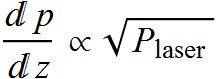 dp/dz ∝ √P_laser